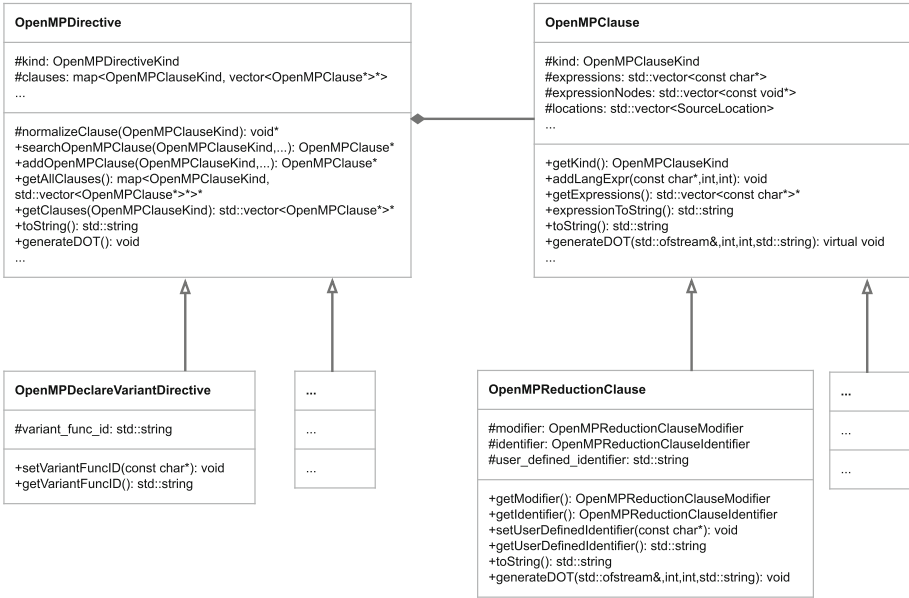 OpenMPDirective
#kind: OpenMPDirectiveKind
#clauses: map<OpenMPClauseKind, vector<OpenMPClause*>*>
...
#normalizeClause(OpenMPClauseKind): void*
+searchOpenMPClause(OpenMPClauseKind,...): OpenMPClause*
+addOpenMPClause(OpenMPClauseKind,...): OpenMPClause*
+getAllClauses(): map<OpenMPClauseKind,
std::vector<OpenMPClause*>*>*
+getClauses(OpenMPClauseKind): std::vector<OpenMPClause*>*
+toString(): std::string
+generateDOT(): void
...
OpenMPClause
#kind: OpenMPClauseKind
#expressions: std::vector<const char*>
#expressionNodes: std::vector<const void*>
#locations: std::vector<SourceLocation>
...
+getKind(): OpenMPClauseKind
+addLangExpr(const char*,int,int): void
+getExpressions(): std::vector<const char*>*
+expressionToString(): std::string
+toString(): std::string
+generateDOT(std::ofstream&,int,int,std::string): virtual void
...
OpenMPDeclareVariantDirective
#variant_func_id: std::string
+setVariantFuncID(const char*): void
+getVariantFuncID(): std::string
...
...
...
OpenMPReductionClause
#modifier: OpenMPReductionClauseModifier
#identifier: OpenMPReductionClauseIdentifier
#user_defined_identifier: std::string
+getModifier(): OpenMPReductionClauseModifier
+getIdentifier(): OpenMPReductionClauseIdentifier
+setUserDefinedIdentifier(const char*): void
+getUserDefinedIdentifier(): std::string
+toString(): std::string
+generateDOT(std::ofstream&,int,int,std::string): void
...
...
...